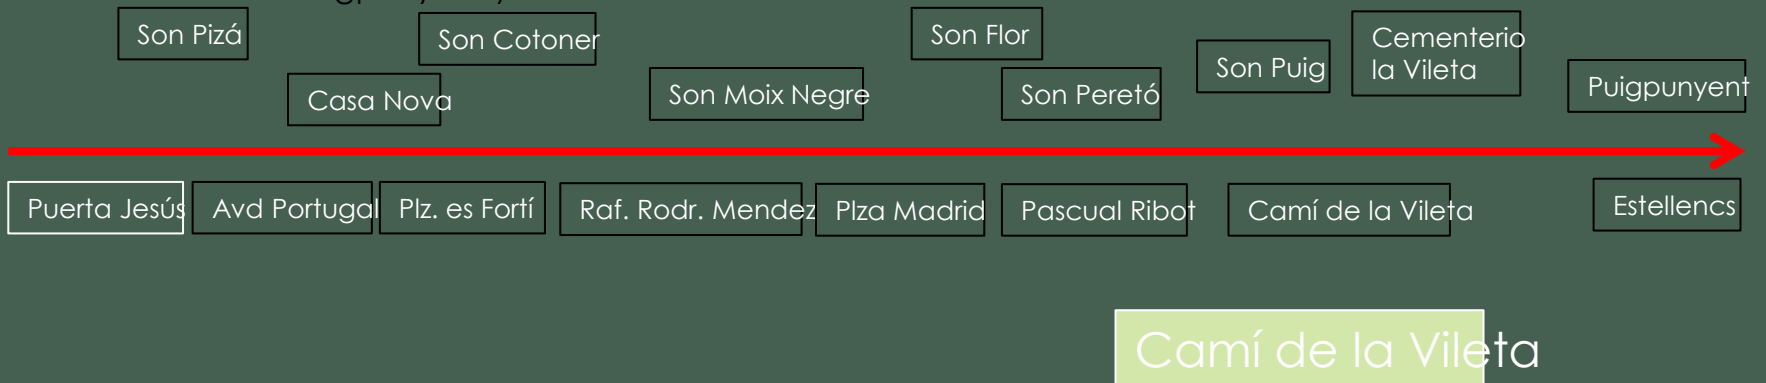 Son Pizá
Son Cotoner
Son Flor
Cementerio
la Vileta
Son Puig
Casa Nova
Son Moix Negre
Son Peretó
Puigpunyent
Puerta Jesús
Avd Portugal
Plz. es Fortí
Raf. Rodr. Mendez
Plza Madrid
Pascual Ribot
Camí de la Vileta
Estellencs
Camí de la Vileta